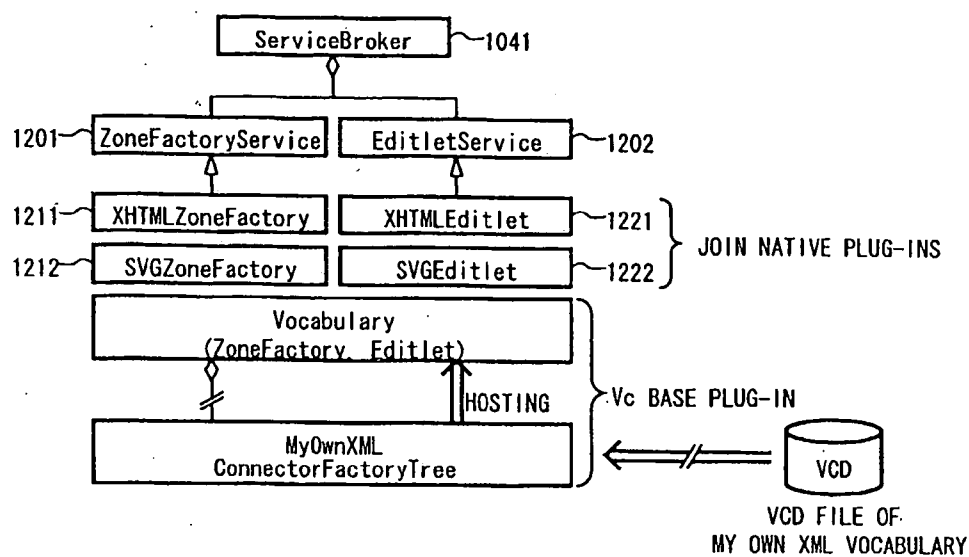 ServiceBroker
1041
1201
ZoneFactoryService
EditletService
1202
1211
XHTMLZoneFactory
XHTMLEditlet
1221
JOIN NATIVE PLUG-INS
1212
SVGZoneFactory
SVGEditlet
1222
Vocabulary
(ZoneFactory, Editlet)
HOSTING
Vc BASE PLUG-IN
MyOwnXML
ConnectorFactoryTree
VCD
VCD FILE OF
MY OWN XML VOCABULARY